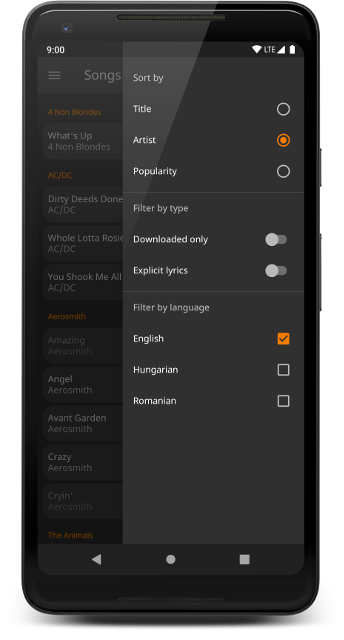 9:00
LTE
Songs
4 Non Blondes
What's Up
4 Non Blondes
AC/DC
Dirty Deeds Done
AC/DC
Whole Lotta Rosie
AC/DC
You Shook Me All
AC/DC
Aerosmith
Amazing
Aerosmith
Angel
Aerosmith
Avant Garden
Aerosmith
Crazy
Aerosmith
Cryin'
Aerosmith
The Animals
Sort by
Title
Artist
Popularity
Filter by type
Downloaded only
Explicit lyrics
Filter by language
English
Hungarian
Romanian